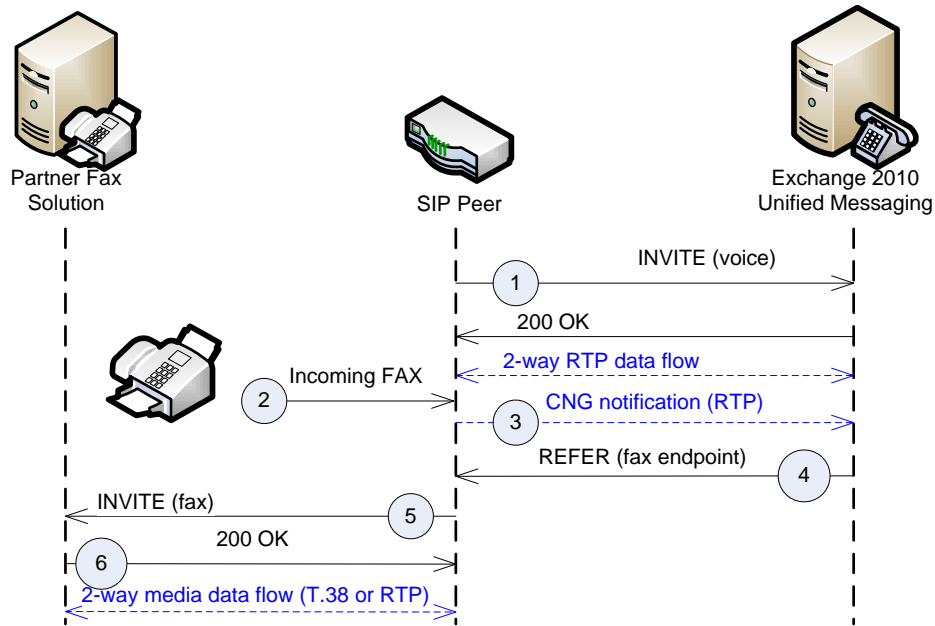 Partner Fax
Solution
SIP Peer
Exchange 2010
Unified Messaging
INVITE (voice)
1
200 OK
2-way RTP data flow
Incoming FAX
2
CNG notification (RTP)
3
REFER (fax endpoint)
4
INVITE (fax)
5
200 OK
6
2-way media data flow (T.38 or RTP)